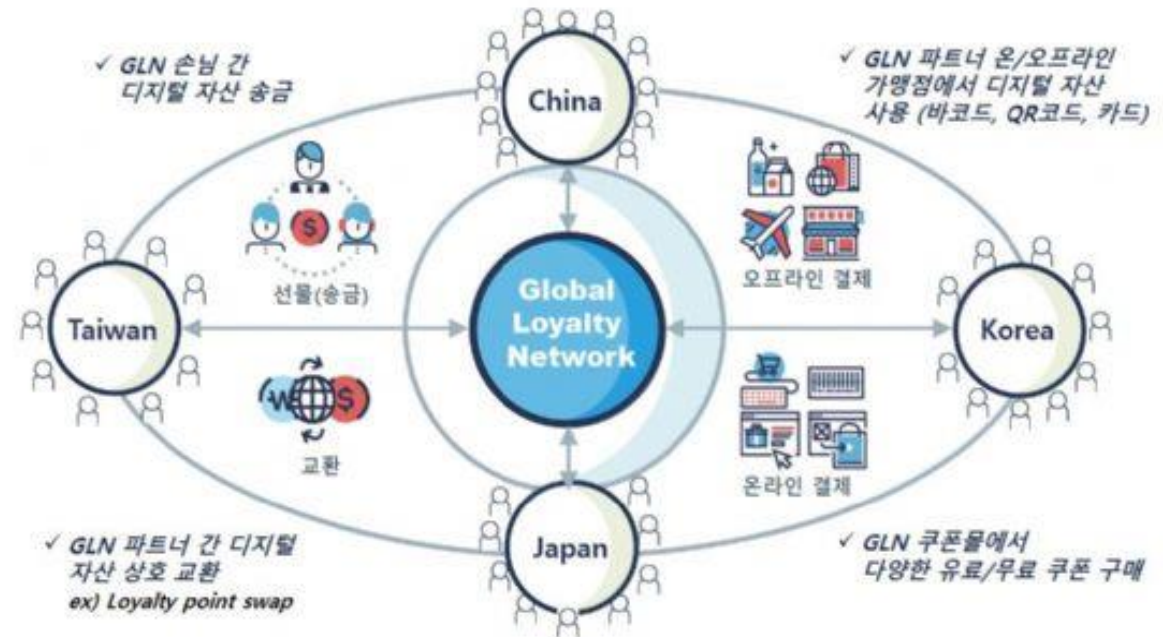 ✓ GLN 손님 간
디지털 자산 송금
China
✓ GLN 파트너 온/오프라인
가맹점에서 디지털 자산
사용 (바코드, QR코드, 카드)
$
선물(송금)
오프라인 결제
Taiwan
Global
Loyalty
Network
Korea
W $
교환
온라인 결제
✓ GLN 파트너 간 디지털
자산 상호 교환
ex) Loyalty point swap
Japan
✓ GLN 쿠폰몰에서
다양한 유료/무료 쿠폰 구매